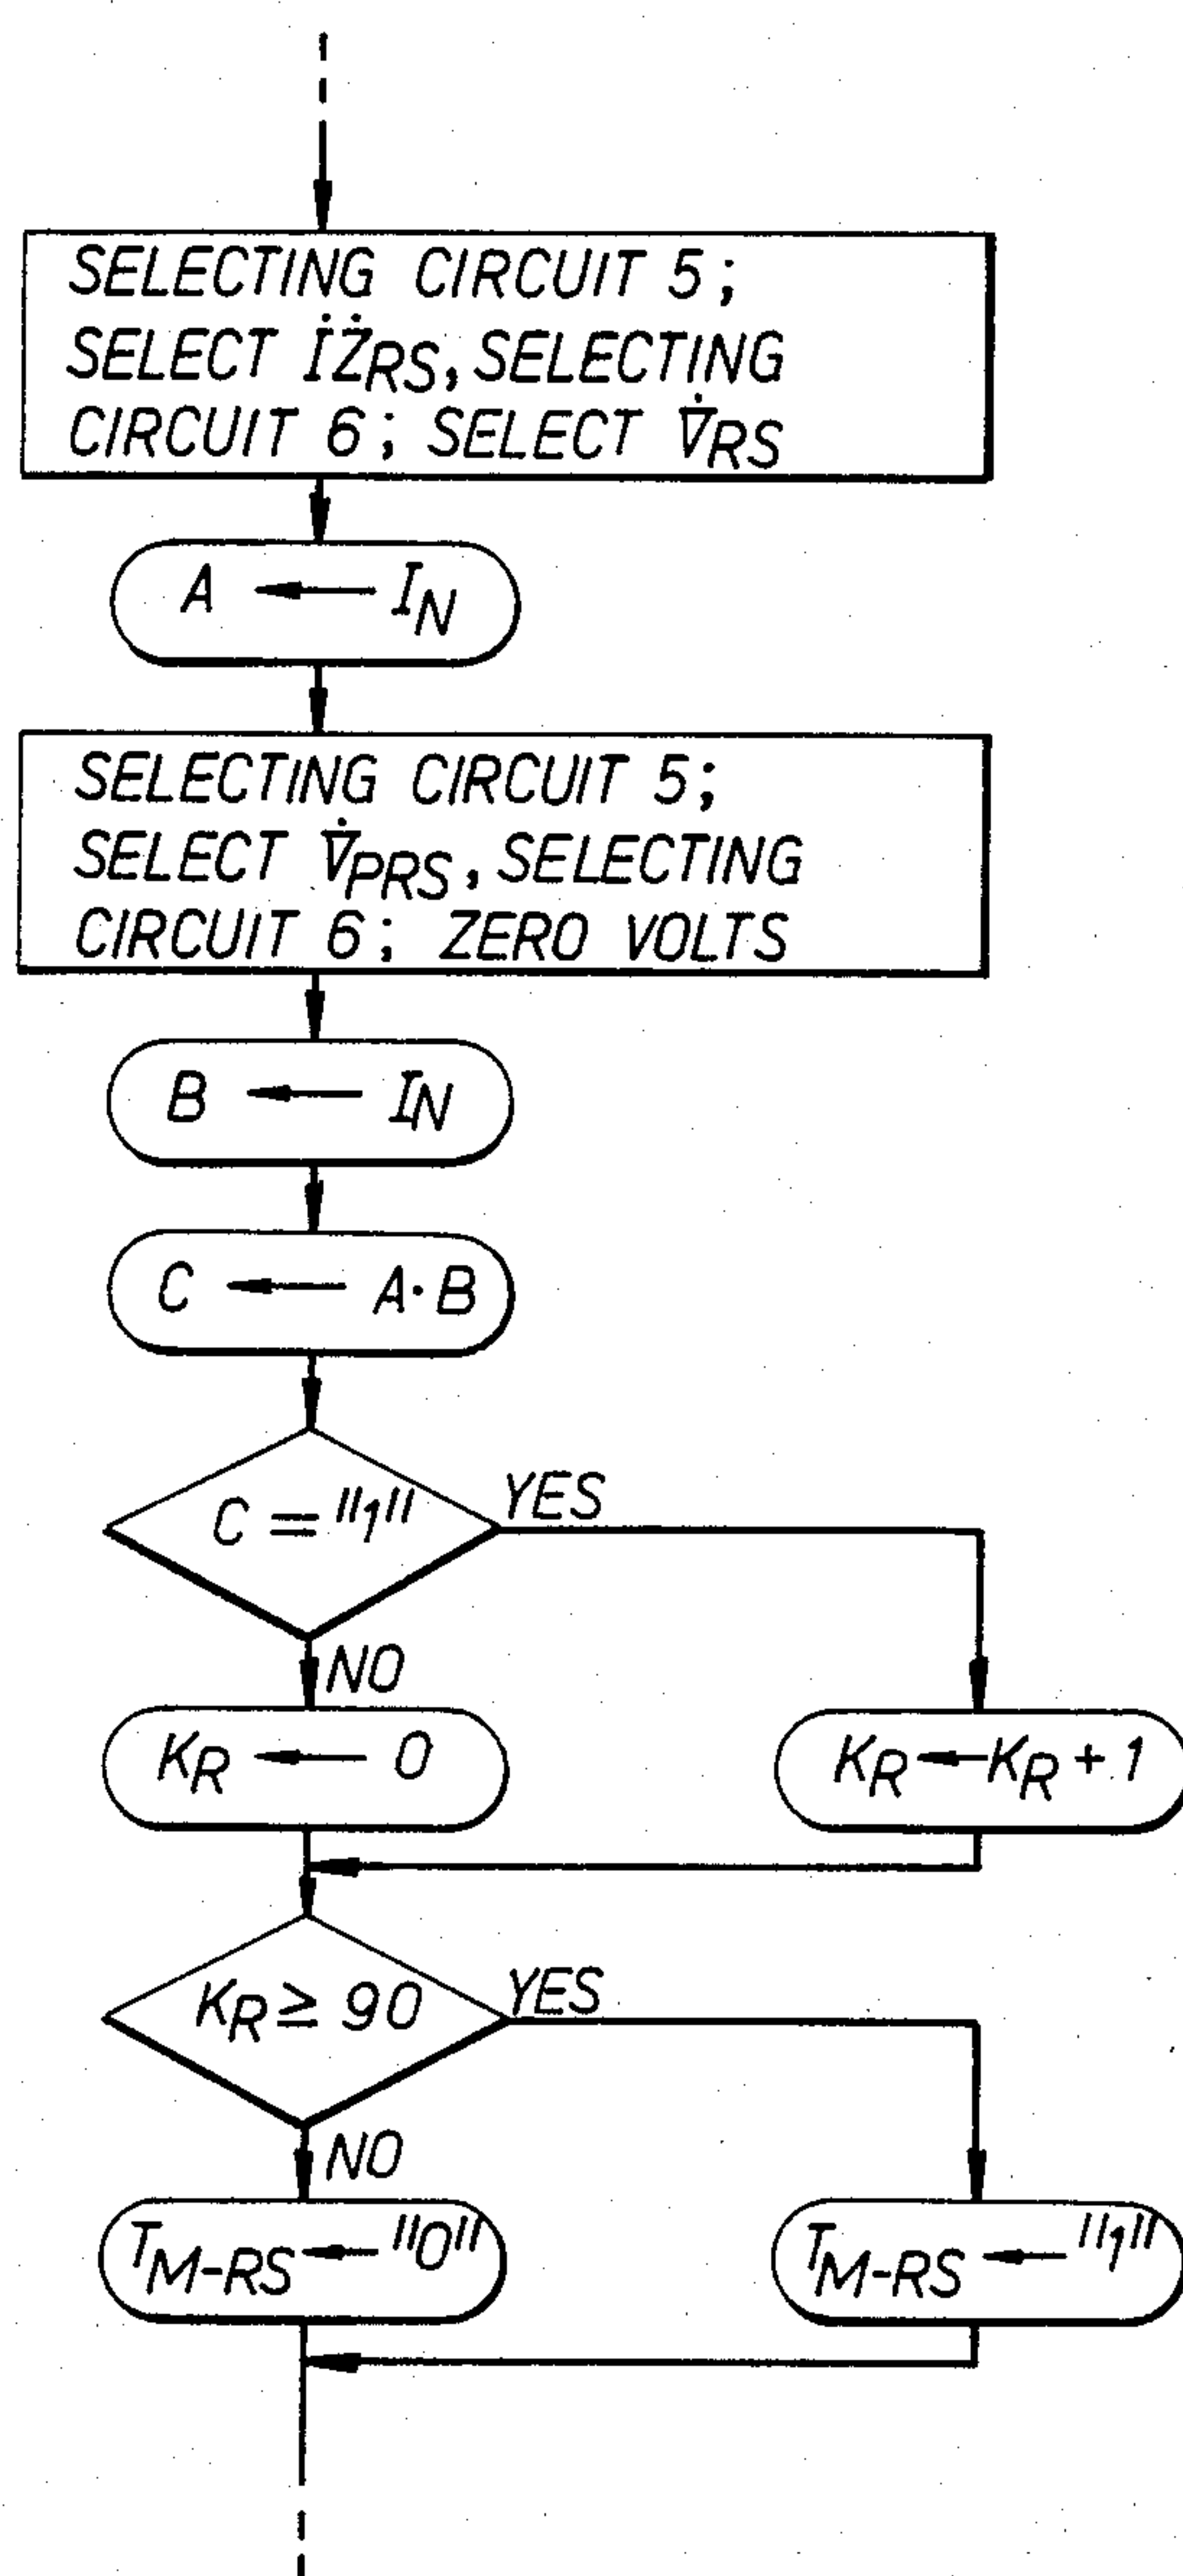 SELECTING CIRCUIT 5;
SELECT İŻRS, SELECTING
CIRCUIT 6; SELECT V̇RS
A ← IN
SELECTING CIRCUIT 5;
SELECT V̇PRS, SELECTING
CIRCUIT 6; ZERO VOLTS
B ← IN
C ← A·B
C = "1"
YES
NO
KR ← 0
KR ← KR + 1
KR ≥ 90
YES
NO
TM-RS ← "0"
TM-RS ← "1"